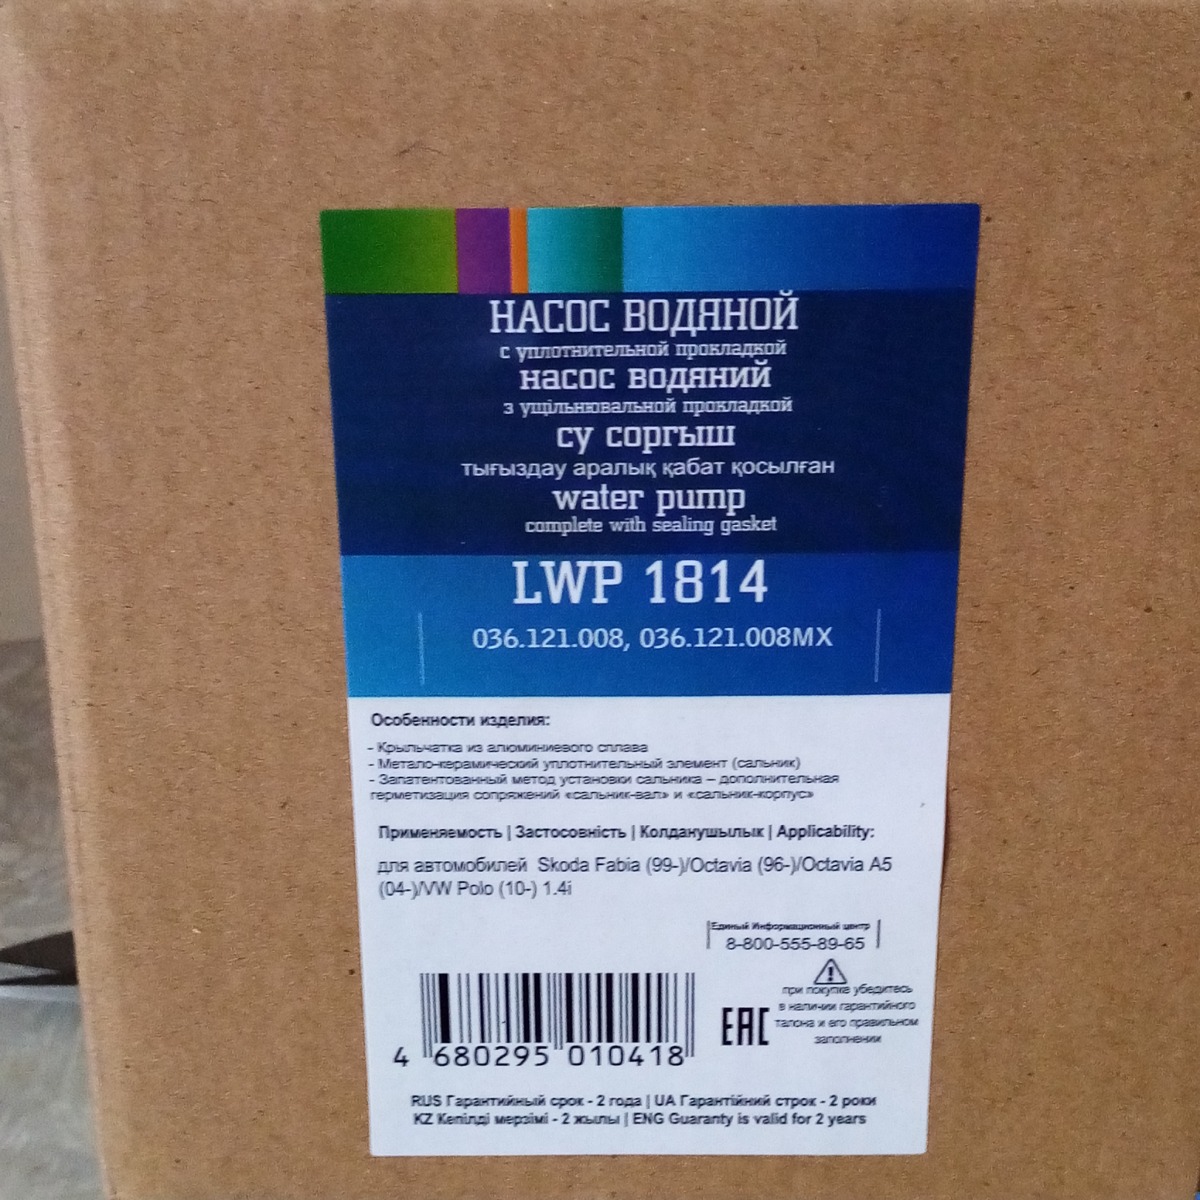 НАСОС ВОДЯНОЙ
с уплотнительной прокладкой
насос водяний
з ущільнювальной прокладкой
су соргыш
тығыздау аралық қабат қосылған
water pump
complete with sealing gasket
LWP 1814
036.121.008, 036.121.008MX
Особенности изделия:
- Крыльчатка из алюминиевого сплава
- Метало-керамический уплотнительный элемент (сальник)
- Запатентованный метод установки сальника – дополнительная
герметизация сопряжений «сальник-вал» и «сальник-корпус»
Применяемость | Застосовність | Колданушылык | Applicability:
для автомобилей Skoda Fabia (99-)/Octavia (96-)/Octavia A5
(04-)/VW Polo (10-) 1.4i
Единый Информационный центр
8-800-555-89-65
при покупке убедитесь
в наличии гарантийного
талона и его правильном
заполнении
EAC
4 680295 010418
RUS Гарантийный срок - 2 года | UA Гарантійний строк - 2 роки
KZ Кепілді мерзімі - 2 жылы | ENG Guaranty is valid for 2 years